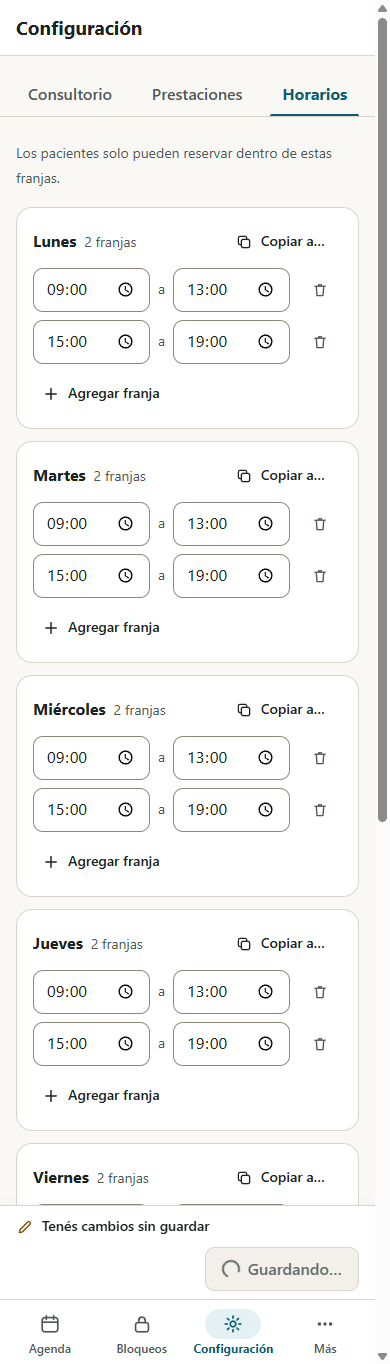 Configuración
Consultorio Prestaciones Horarios
Los pacientes solo pueden reservar dentro de estas
franjas.
Lunes 2 franjas Copiar a...
09:00 a 13:00
15:00 a 19:00
+ Agregar franja
Martes 2 franjas Copiar a...
09:00 a 13:00
15:00 a 19:00
+ Agregar franja
Miércoles 2 franjas Copiar a...
09:00 a 13:00
15:00 a 19:00
+ Agregar franja
Jueves 2 franjas Copiar a...
09:00 a 13:00
15:00 a 19:00
+ Agregar franja
Viernes 2 franjas Copiar a...
Tenés cambios sin guardar
Guardando...
Agenda Bloqueos Configuración Más